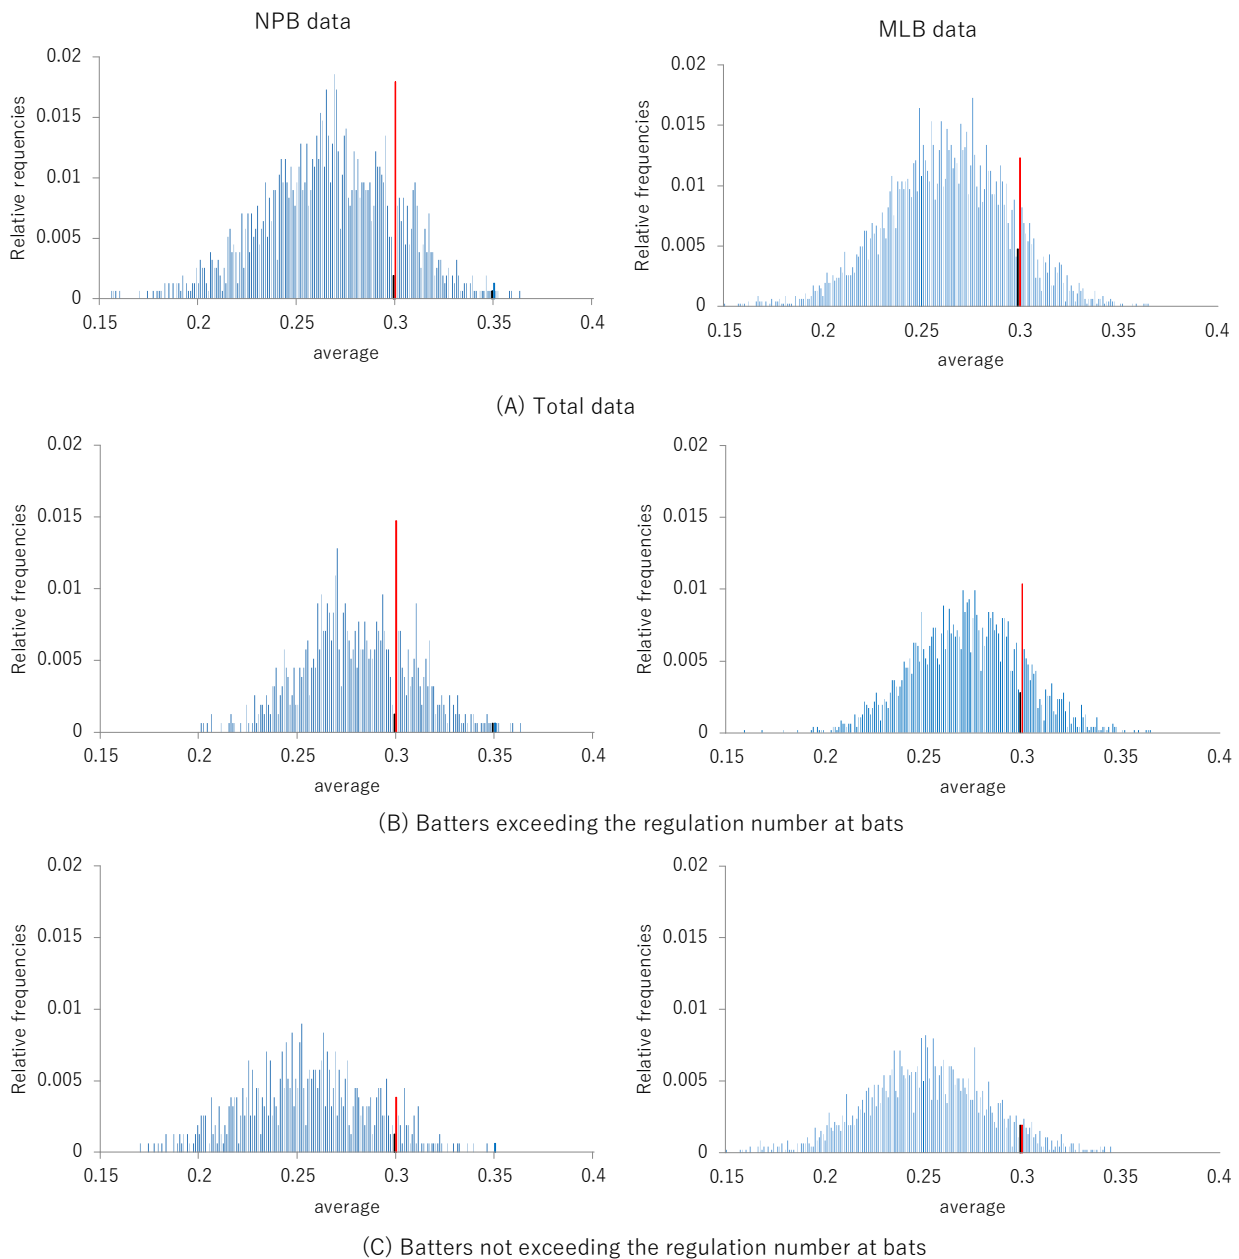 NPB data
MLB data
Relative requencies
0.02
0.015
0.01
0.005
0
0.15 0.2 0.25 0.3 0.35 0.4
average
Relative frequencies
0.02
0.015
0.01
0.005
0
0.15 0.2 0.25 0.3 0.35 0.4
average
(A) Total data
Relative frequencies
0.02
0.015
0.01
0.005
0
0.15 0.2 0.25 0.3 0.35 0.4
average
Relative frequencies
0.02
0.015
0.01
0.005
0
0.15 0.2 0.25 0.3 0.35 0.4
average
(B) Batters exceeding the regulation number at bats
Relative frequencies
0.02
0.015
0.01
0.005
0
0.15 0.2 0.25 0.3 0.35 0.4
average
Relative frequencies
0.02
0.015
0.01
0.005
0
0.15 0.2 0.25 0.3 0.35 0.4
average
(C) Batters not exceeding the regulation number at bats